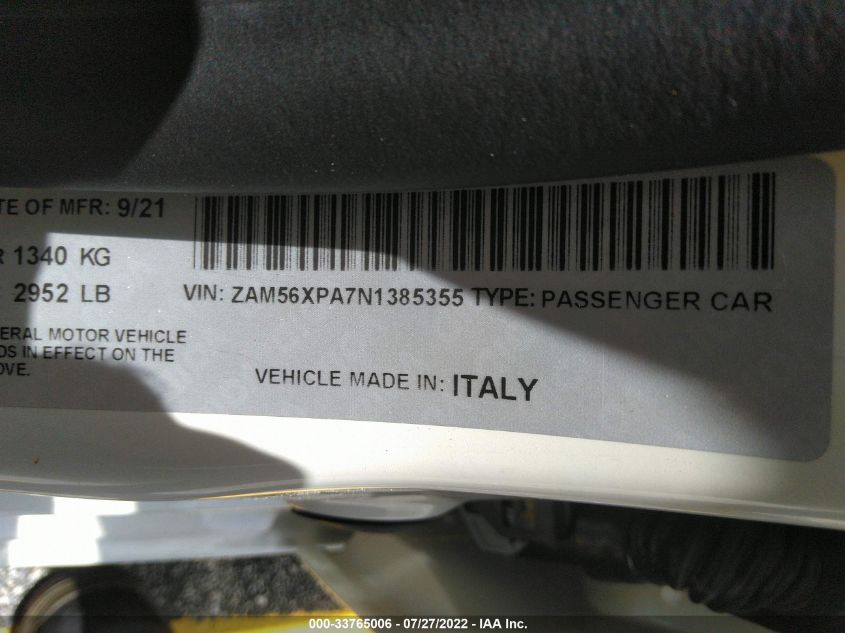 TE OF MFR: 9/21
R 1340 KG
2952 LB
VIN: ZAM56XPA7N1385355 TYPE: PASSENGER CAR
ERAL MOTOR VEHICLE
DS IN EFFECT ON THE
OVE.
VEHICLE MADE IN: ITALY
000-33765006 / 07/27/2022 - IAA Inc.